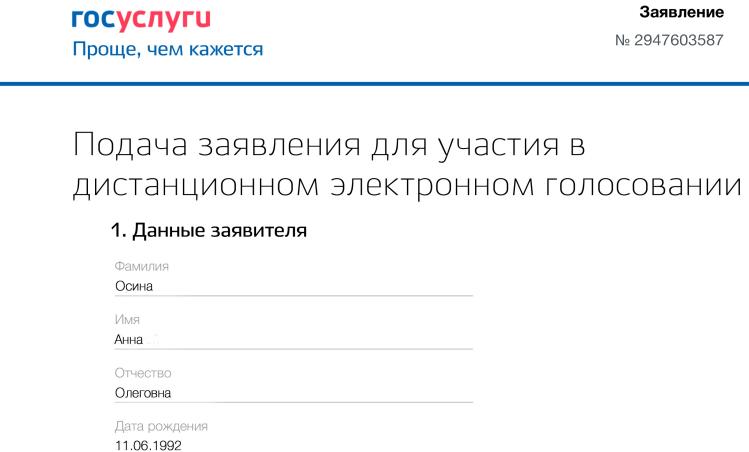 госуслуги
Проще, чем кажется
Заявление
№ 2947603587
Подача заявления для участия в
дистанционном электронном голосовании
1. Данные заявителя
Фамилия
Осина
Имя
Анна
Отчество
Олеговна
Дата рождения
11.06.1992